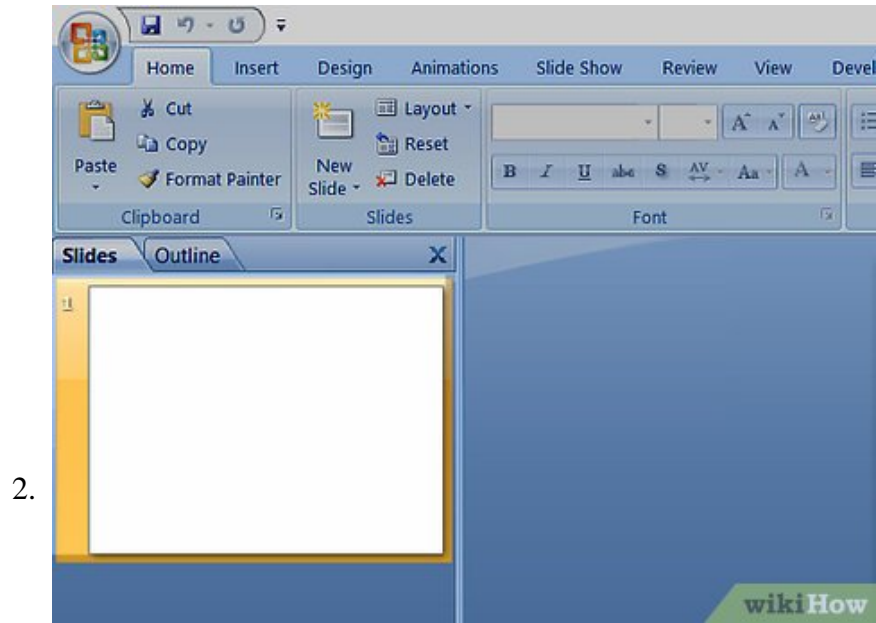 Home Insert Design Animations Slide Show Review View Devel
Cut
Copy
Format Painter
Paste
Clipboard
New Slide
Layout
Reset
Delete
Slides
B I U abc S AV Aa A
Font
Slides Outline
1
2.
wikiHow